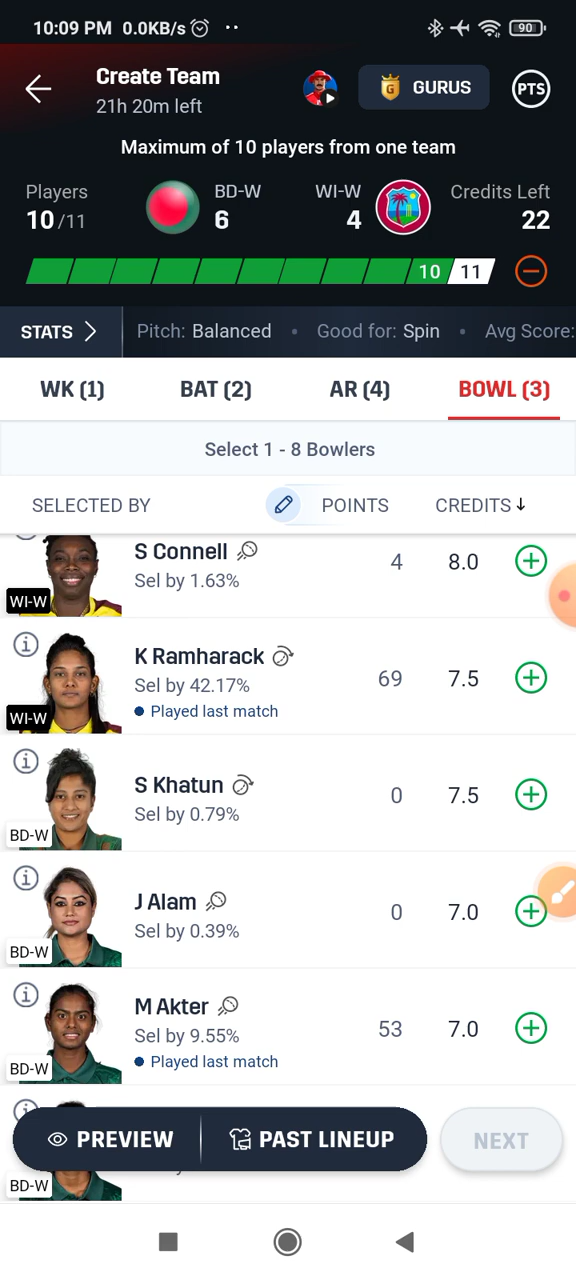 10:09 PM 0.0KB/s
90
Create Team
21h 20m left
G GURUS
PTS
Maximum of 10 players from one team
Players BD-W WI-W Credits Left
10 /11 6 4 22
10 11
STATS Pitch: Balanced • Good for: Spin • Avg Score:
WK (1) BAT (2) AR (4) BOWL (3)
Select 1 - 8 Bowlers
SELECTED BY POINTS CREDITS ↓
S Connell
Sel by 1.63%
4 8.0
WI-W
K Ramharack
Sel by 42.17%
69 7.5
Played last match
WI-W
S Khatun
Sel by 0.79%
0 7.5
BD-W
J Alam
Sel by 0.39%
0 7.0
BD-W
M Akter
Sel by 9.55%
53 7.0
Played last match
BD-W
PREVIEW PAST LINEUP NEXT
BD-W